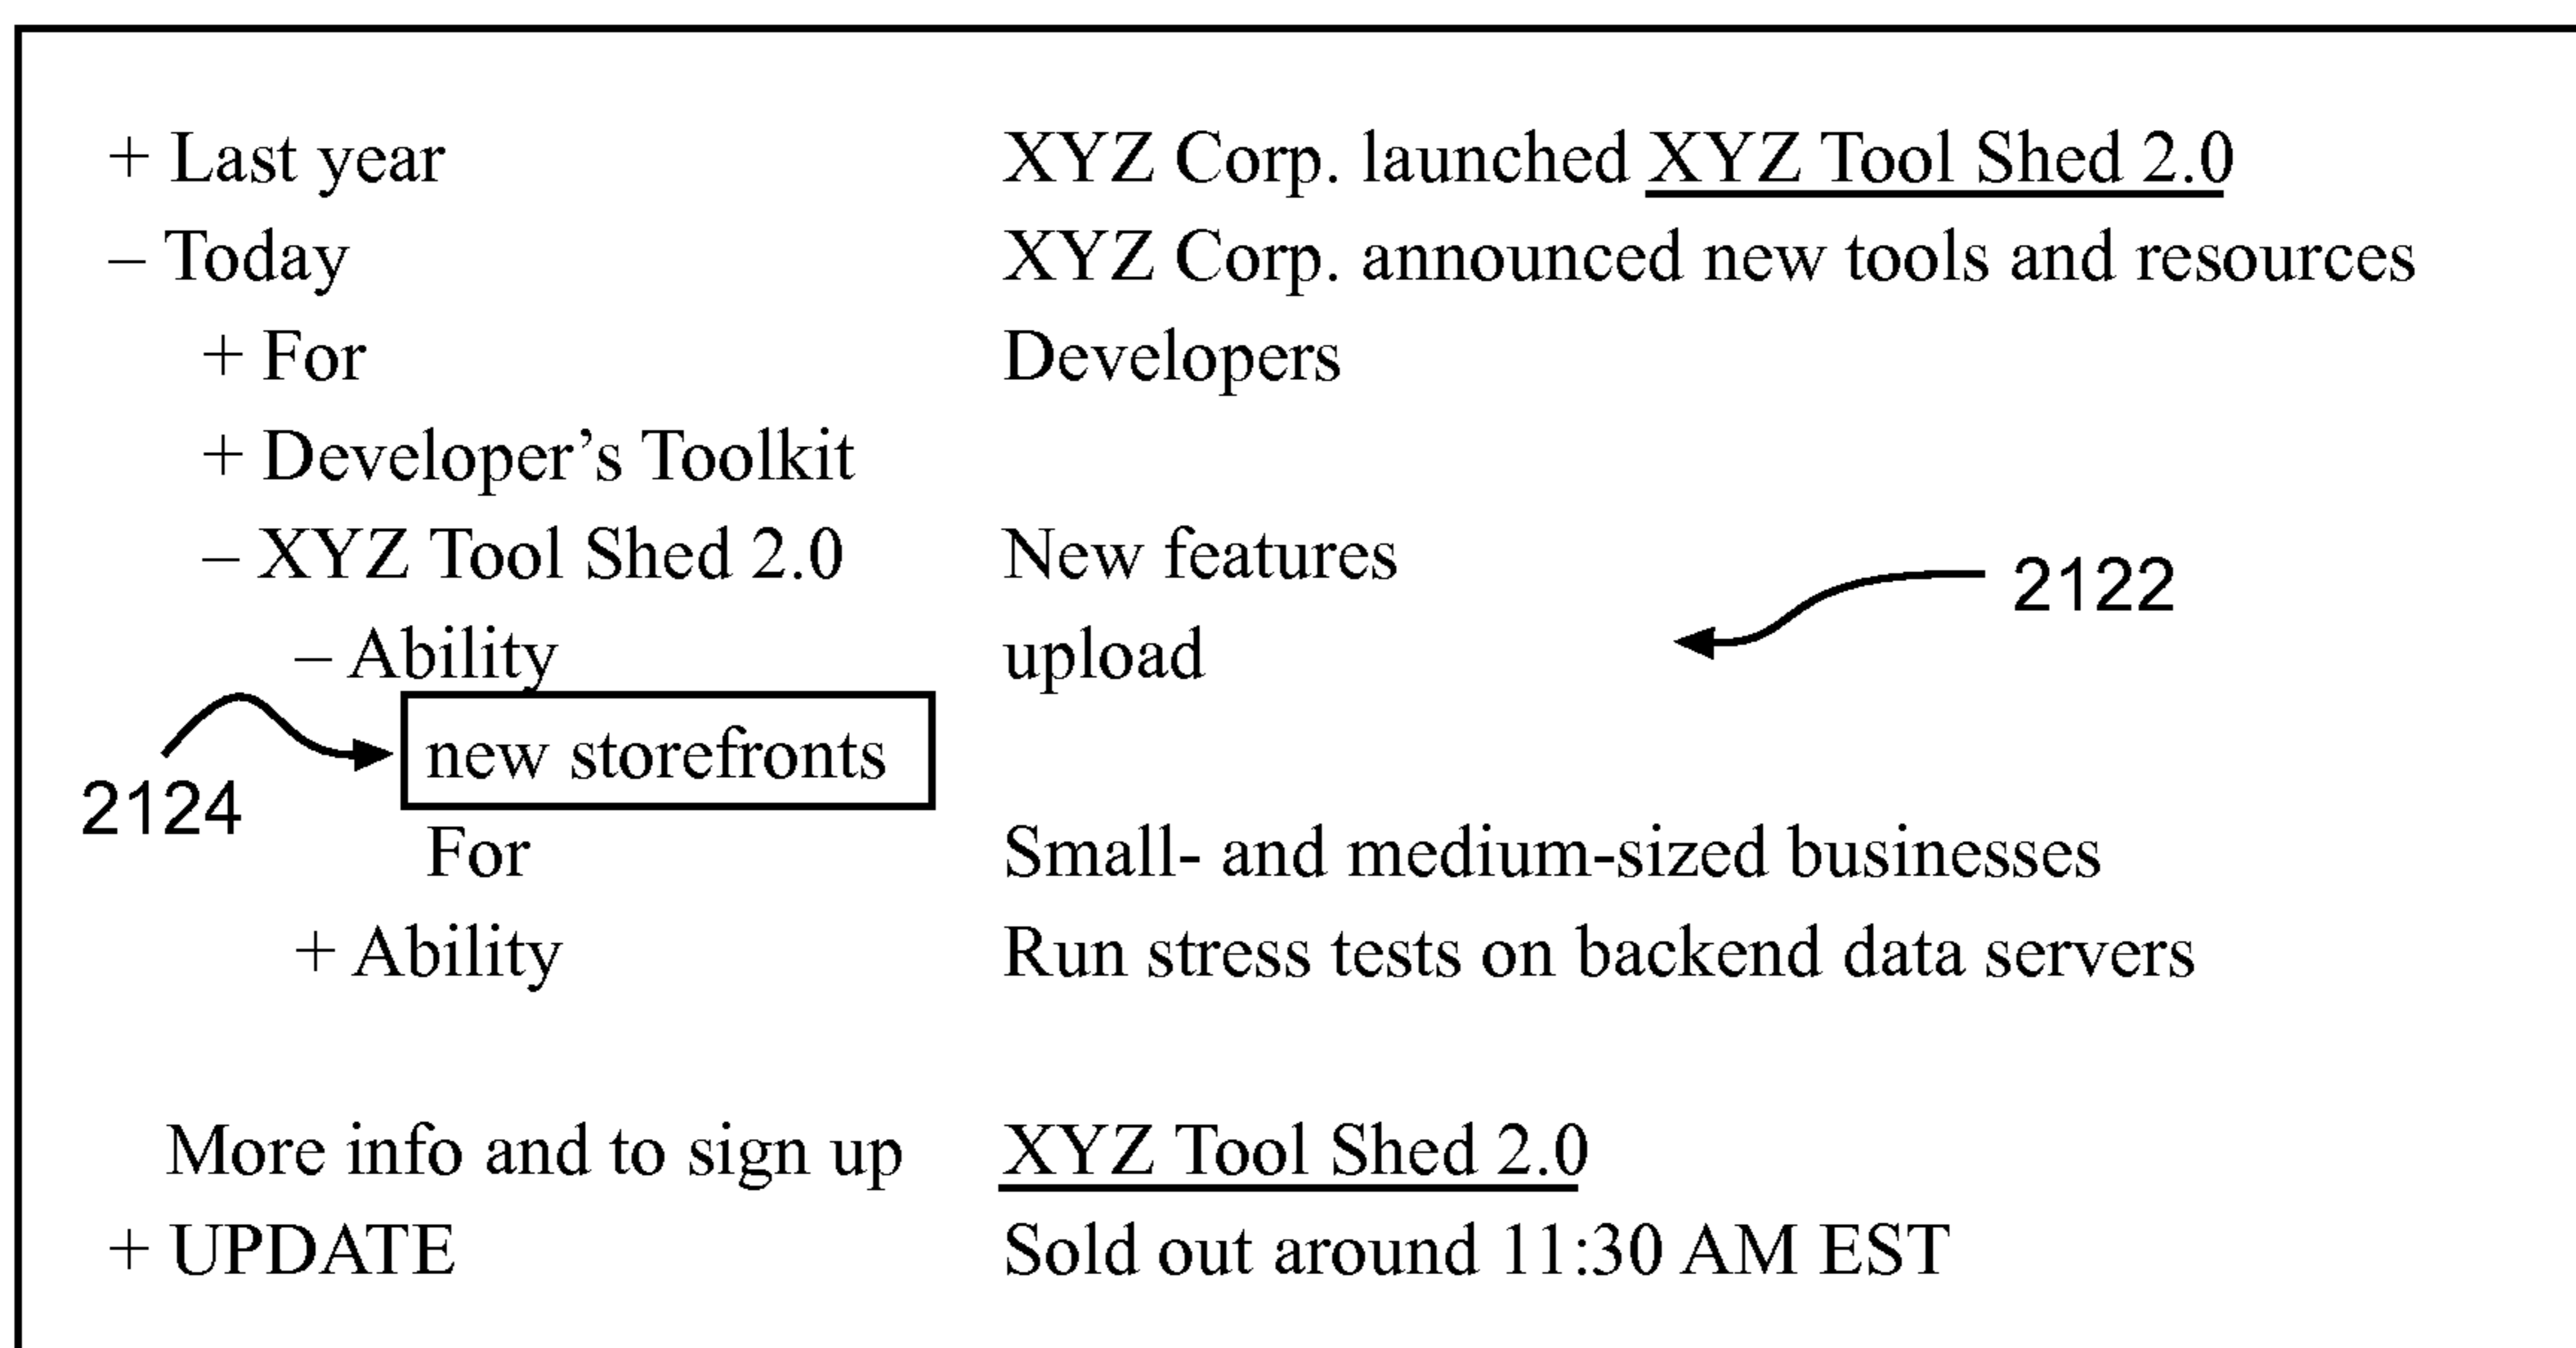 + Last year XYZ Corp. launched XYZ Tool Shed 2.0
– Today XYZ Corp. announced new tools and resources
+ For Developers
+ Developer’s Toolkit
– XYZ Tool Shed 2.0 New features
2122
– Ability upload
new storefronts
2124
For Small- and medium-sized businesses
+ Ability Run stress tests on backend data servers
More info and to sign up XYZ Tool Shed 2.0
+ UPDATE Sold out around 11:30 AM EST